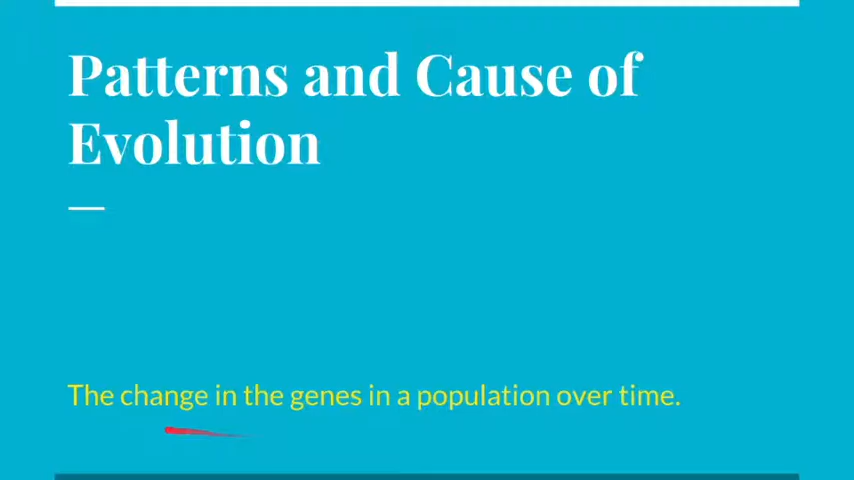 Patterns and Cause of
Evolution
The change in the genes in a population over time.